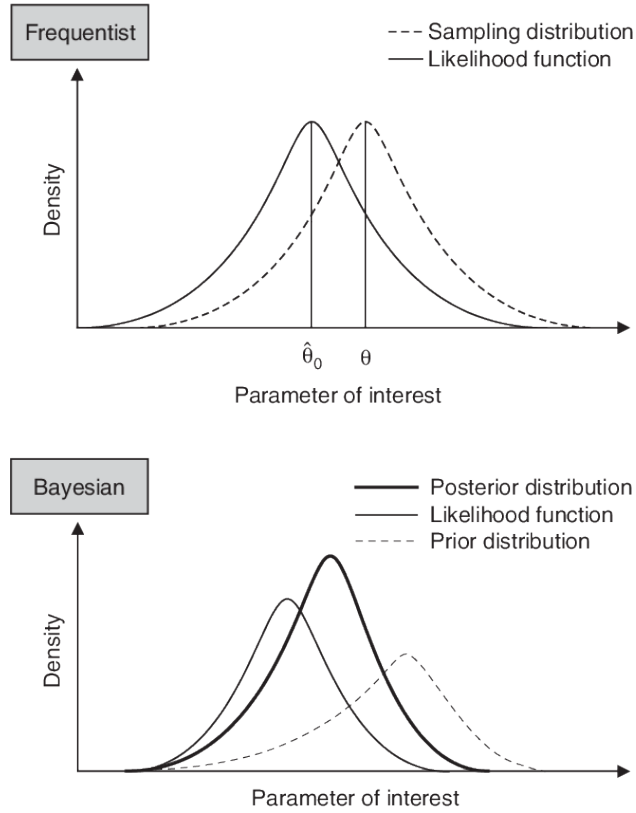 Frequentist
Sampling distribution
Likelihood function
Density
θ̂₀
θ
Parameter of interest
Bayesian
Posterior distribution
Likelihood function
Prior distribution
Density
Parameter of interest